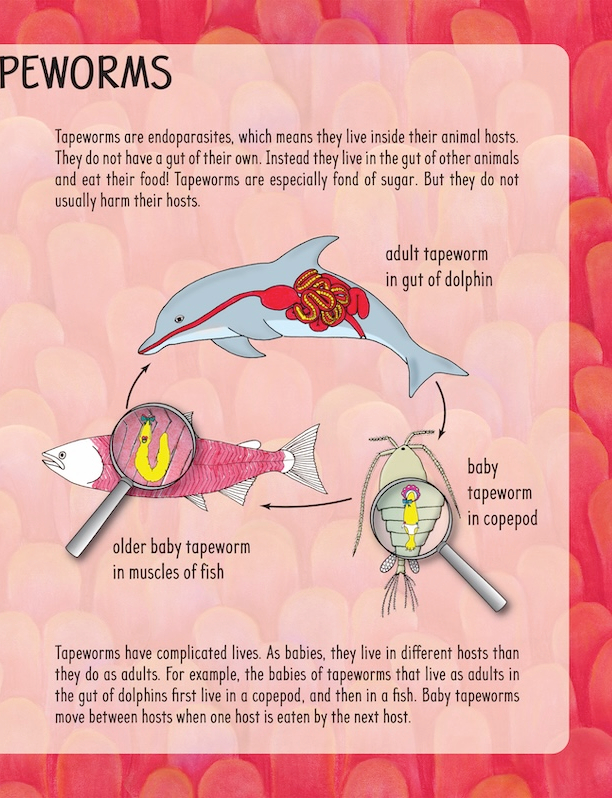 PEWORMS
Tapeworms are endoparasites, which means they live inside their animal hosts.
They do not have a gut of their own. Instead they live in the gut of other animals
and eat their food! Tapeworms are especially fond of sugar. But they do not
usually harm their hosts.
adult tapeworm
in gut of dolphin
baby
tapeworm
in copepod
older baby tapeworm
in muscles of fish
Tapeworms have complicated lives. As babies, they live in different hosts than
they do as adults. For example, the babies of tapeworms that live as adults in
the gut of dolphins first live in a copepod, and then in a fish. Baby tapeworms
move between hosts when one host is eaten by the next host.